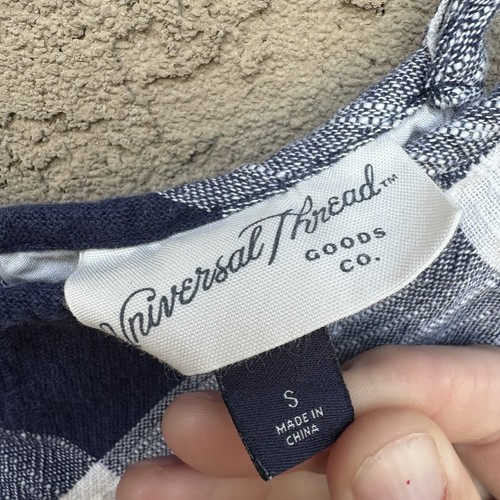 Universal Thread™
GOODS
CO.
S
MADE IN
CHINA